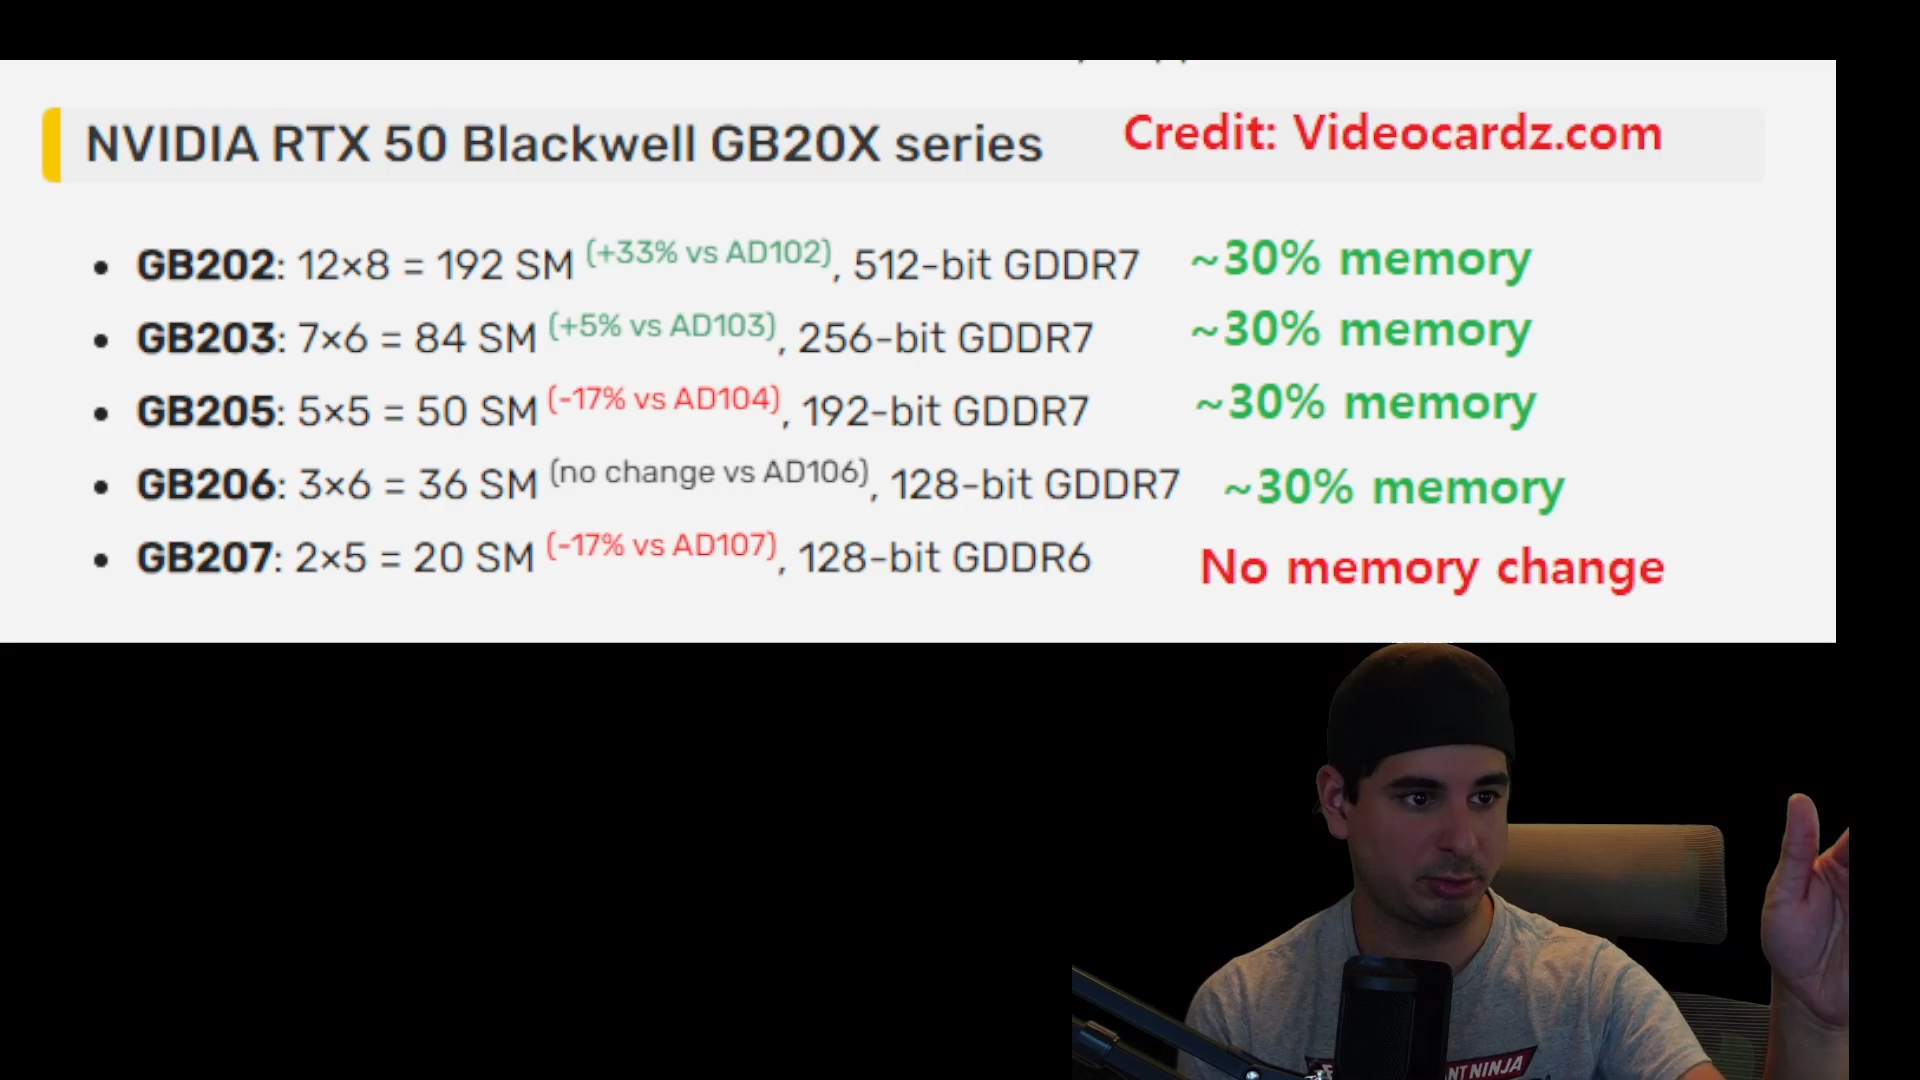 NVIDIA RTX 50 Blackwell GB20X series
Credit: Videocardz.com
• GB202: 12×8 = 192 SM (+33% vs AD102), 512-bit GDDR7 ~30% memory
• GB203: 7×6 = 84 SM (+5% vs AD103), 256-bit GDDR7 ~30% memory
• GB205: 5×5 = 50 SM (-17% vs AD104), 192-bit GDDR7 ~30% memory
• GB206: 3×6 = 36 SM (no change vs AD106), 128-bit GDDR7 ~30% memory
• GB207: 2×5 = 20 SM (-17% vs AD107), 128-bit GDDR6 No memory change
NINJA